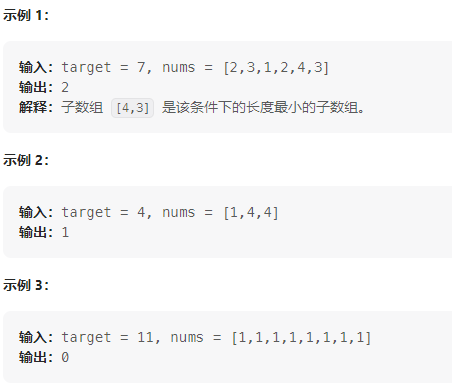 示例 1：
输入：target = 7, nums = [2,3,1,2,4,3]
输出：2
解释：子数组 [4,3] 是该条件下的长度最小的子数组。
示例 2：
输入：target = 4, nums = [1,4,4]
输出：1
示例 3：
输入：target = 11, nums = [1,1,1,1,1,1,1,1]
输出：0